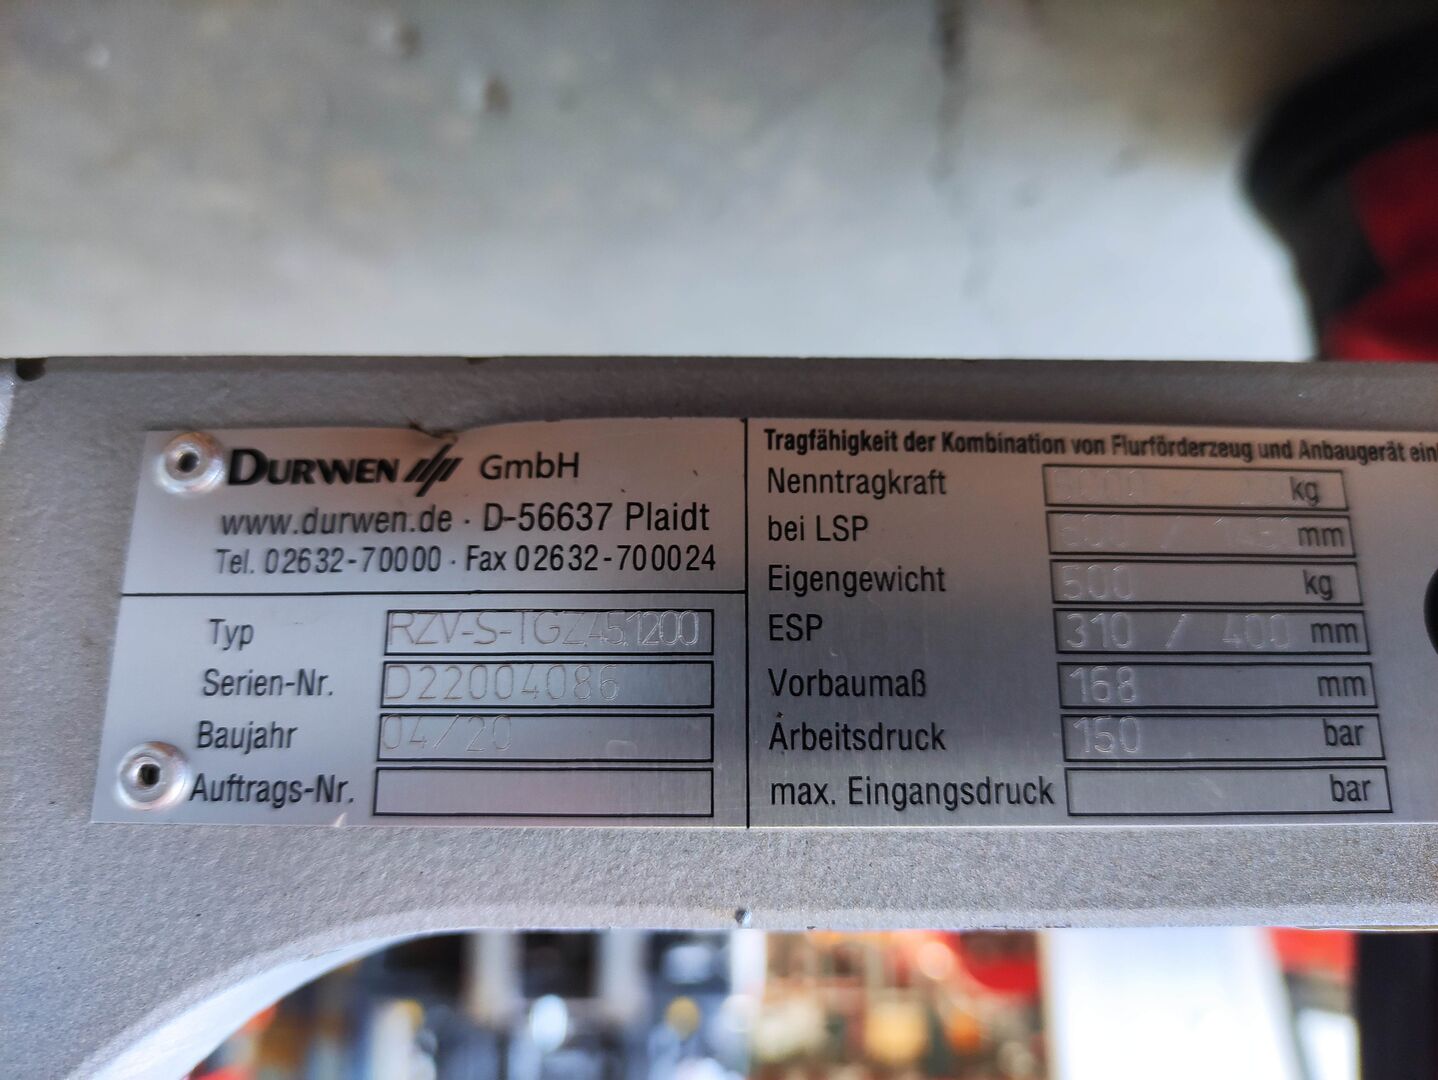 DURWEN GmbH
www.durwen.de · D-56637 Plaidt
Tel. 02632-70000 · Fax 02632-700024
Typ RZV-S-TGZ45.1200
Serien-Nr. D22004086
Baujahr 04/20
Auftrags-Nr.
Tragfähigkeit der Kombination von Flurförderzeug und Anbaugerät
Nenntragkraft kg
bei LSP 600 / mm
Eigengewicht 500 kg
ESP 310 / 400 mm
Vorbaumaß 168 mm
Arbeitsdruck 150 bar
max. Eingangsdruck bar